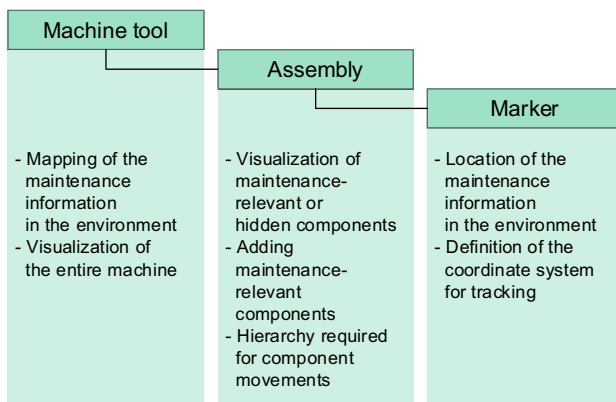 Machine tool
Assembly
Marker
- Mapping of the
maintenance
information
in the environment
- Visualization of
the entire machine
- Visualization of
maintenance-
relevant or
hidden components
- Adding
maintenance-
relevant
components
- Hierarchy required
for component
movements
- Location of the
maintenance
information
in the environment
- Definition of the
coordinate system
for tracking